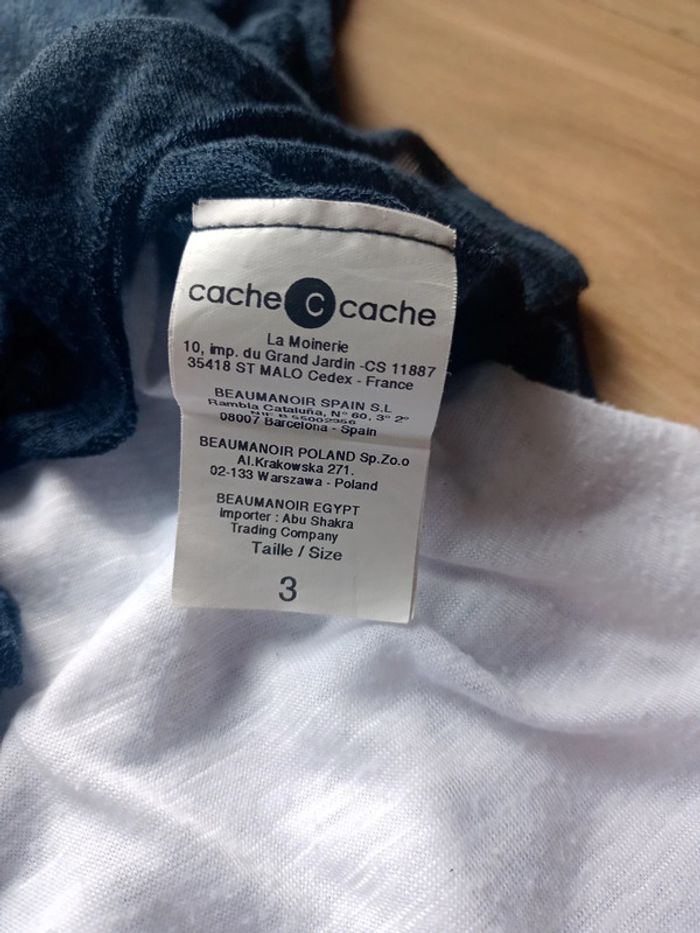 cache c cache
La Moinerie
10, imp. du Grand Jardin -CS 11887
35418 ST MALO Cedex - France
BEAUMANOIR SPAIN S.L
Rambla Cataluña, N° 60, 3° 2°
NIF B 55002356
08007 Barcelona - Spain
BEAUMANOIR POLAND Sp.Zo.o
Al.Krakowska 271.
02-133 Warszawa - Poland
BEAUMANOIR EGYPT
Importer : Abu Shakra
Trading Company
Taille / Size
3